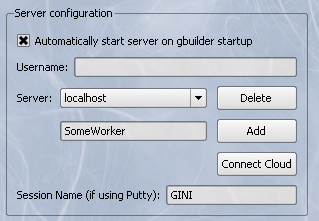 Server configuration
Automatically start server on gbuilder startup
Username:
Server: localhost Delete
SomeWorker Add
Connect Cloud
Session Name (if using Putty): GINI